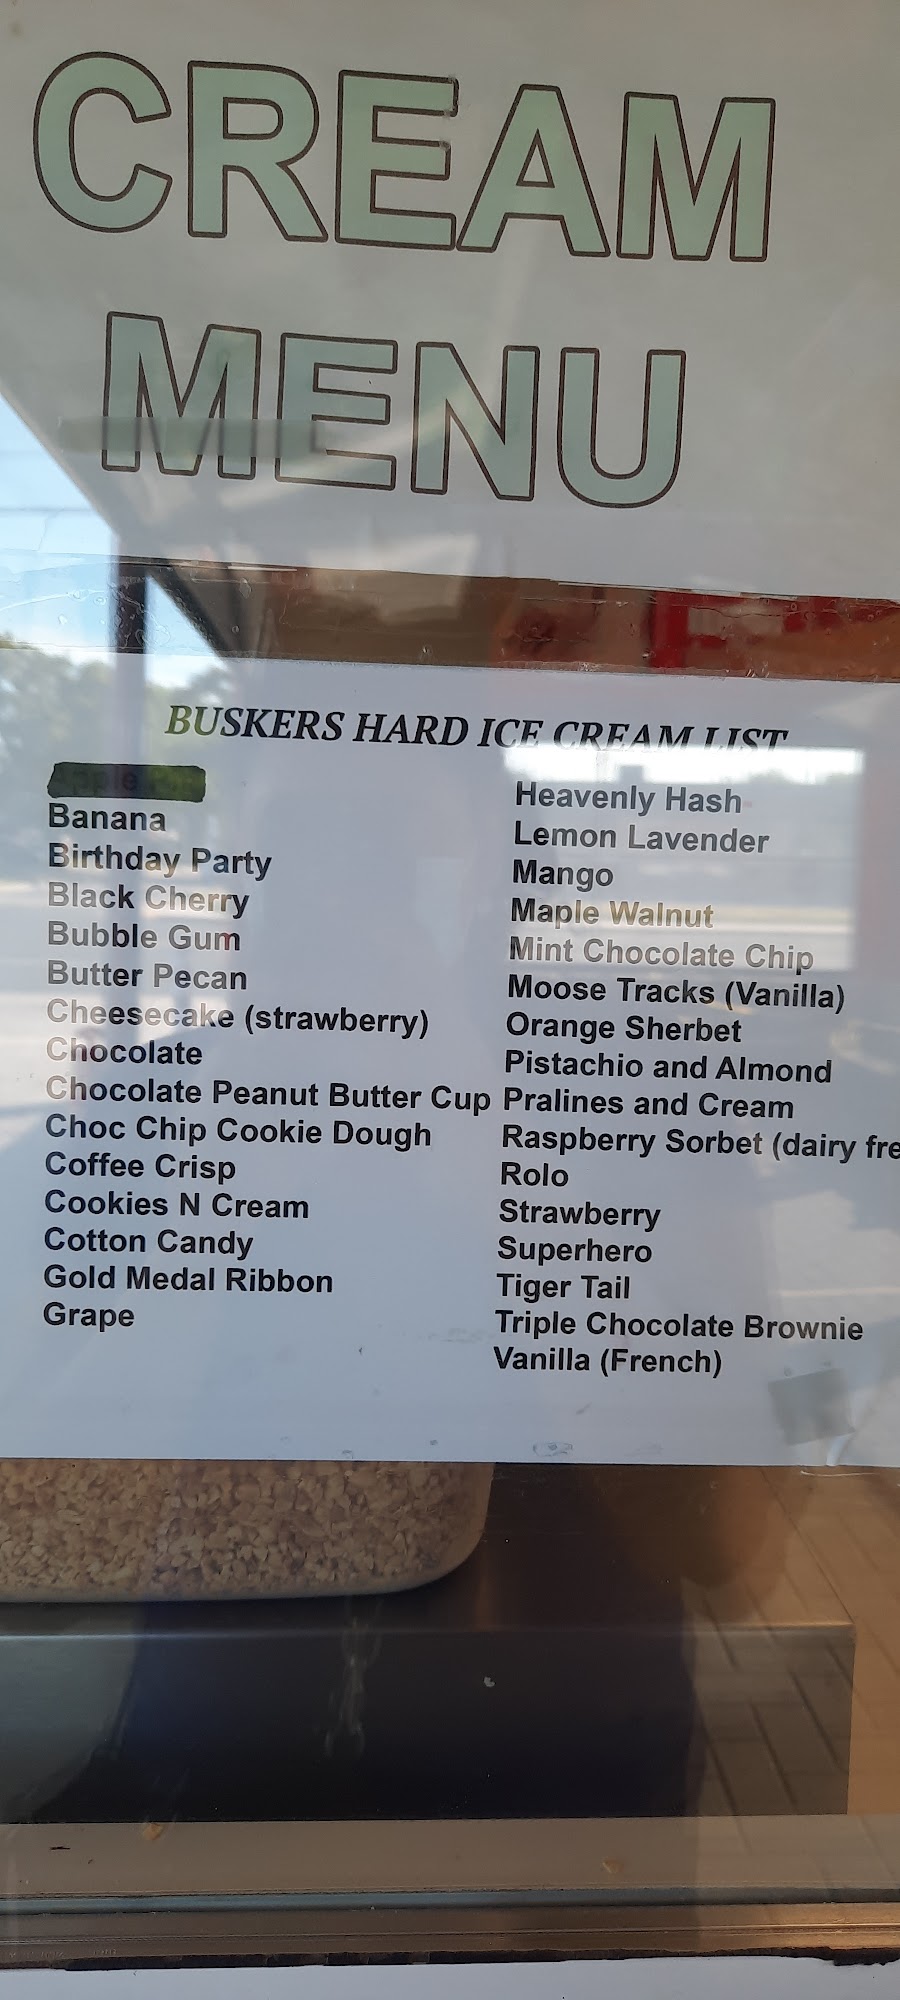 CREAM
MENU
BUSKERS HARD ICE CREAM LIST
Banana
Birthday Party
Black Cherry
Bubble Gum
Butter Pecan
Cheesecake (strawberry)
Chocolate
Chocolate Peanut Butter Cup
Choc Chip Cookie Dough
Coffee Crisp
Cookies N Cream
Cotton Candy
Gold Medal Ribbon
Grape
Heavenly Hash
Lemon Lavender
Mango
Maple Walnut
Mint Chocolate Chip
Moose Tracks (Vanilla)
Orange Sherbet
Pistachio and Almond
Pralines and Cream
Raspberry Sorbet (dairy fre
Rolo
Strawberry
Superhero
Tiger Tail
Triple Chocolate Brownie
Vanilla (French)